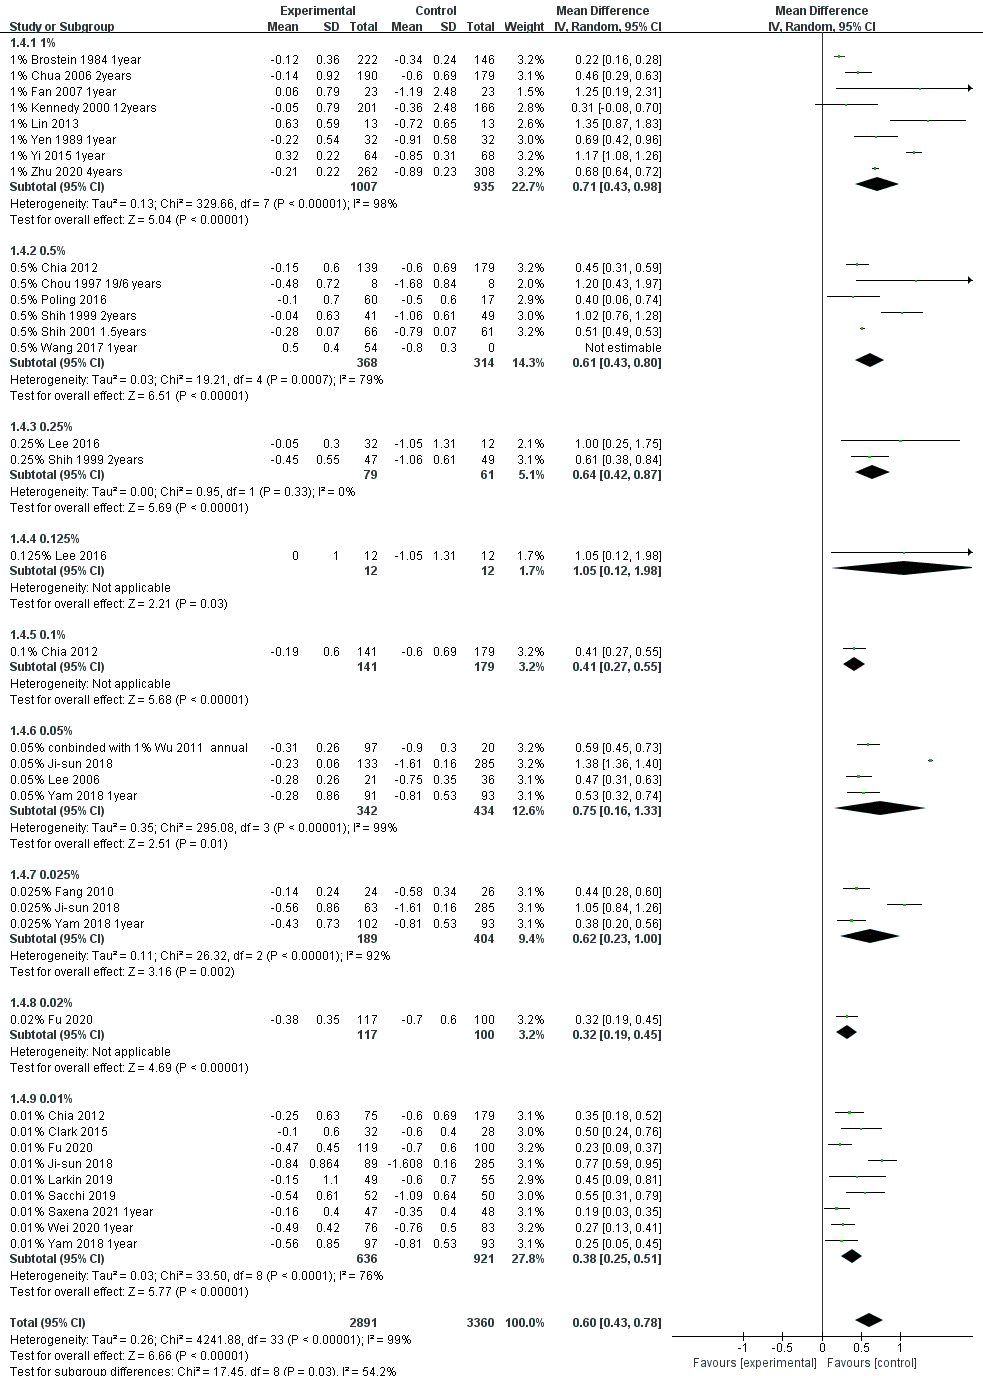 Experimental Control Mean Difference Mean Difference
Study or Subgroup Mean SD Total Mean SD Total Weight IV, Random, 95% CI IV, Random, 95% CI
1.4.1 1%
1% Brostein 1984 1year -0.12 0.36 222 -0.34 0.24 146 3.2% 0.22 [0.16, 0.28]
1% Chua 2006 2years -0.14 0.92 190 -0.6 0.69 179 3.2% 0.46 [0.29, 0.63]
1% Fan 2007 1year 0.06 0.79 23 -1.19 2.48 23 1.5% 1.25 [0.19, 2.31]
1% Kennedy 2000 12years -0.05 0.79 201 -0.36 2.48 166 2.8% 0.31 [-0.08, 0.70]
1% Lin 2013 0.63 0.59 13 -0.72 0.65 13 2.6% 1.35 [0.87, 1.83]
1% Yen 1989 1year -0.22 0.54 32 -0.91 0.58 32 3.0% 0.69 [0.42, 0.96]
1% Yi 2015 1year 0.32 0.22 64 -0.85 0.31 68 3.2% 1.17 [1.08, 1.26]
1% Zhu 2020 4years -0.21 0.22 262 -0.89 0.23 308 3.2% 0.68 [0.64, 0.72]
Subtotal (95% CI) 1007 935 22.7% 0.71 [0.43, 0.98]
Heterogeneity: Tau² = 0.13; Chi² = 329.66, df = 7 (P < 0.00001); I² = 98%
Test for overall effect: Z = 5.04 (P < 0.00001)
1.4.2 0.5%
0.5% Chia 2012 -0.15 0.6 139 -0.6 0.69 179 3.2% 0.45 [0.31, 0.59]
0.5% Chou 1997 19/6 years -0.48 0.72 8 -1.68 0.84 8 2.0% 1.20 [0.43, 1.97]
0.5% Poling 2016 -0.1 0.7 60 -0.5 0.6 17 2.9% 0.40 [0.06, 0.74]
0.5% Shih 1999 2years -0.04 0.63 41 -1.06 0.61 49 3.1% 1.02 [0.76, 1.28]
0.5% Shih 2001 1.5years -0.28 0.07 66 -0.79 0.07 61 3.2% 0.51 [0.49, 0.53]
0.5% Wang 2017 1year 0.5 0.4 54 -0.8 0.3 0 Not estimable
Subtotal (95% CI) 368 314 14.3% 0.61 [0.43, 0.80]
Heterogeneity: Tau² = 0.03; Chi² = 19.21, df = 4 (P = 0.0007); I² = 79%
Test for overall effect: Z = 6.51 (P < 0.00001)
1.4.3 0.25%
0.25% Lee 2016 -0.05 0.3 32 -1.05 1.31 12 2.1% 1.00 [0.25, 1.75]
0.25% Shih 1999 2years -0.45 0.55 47 -1.06 0.61 49 3.1% 0.61 [0.38, 0.84]
Subtotal (95% CI) 79 61 5.1% 0.64 [0.42, 0.87]
Heterogeneity: Tau² = 0.00; Chi² = 0.95, df = 1 (P = 0.33); I² = 0%
Test for overall effect: Z = 5.69 (P < 0.00001)
1.4.4 0.125%
0.125% Lee 2016 0 1 12 -1.05 1.31 12 1.7% 1.05 [0.12, 1.98]
Subtotal (95% CI) 12 12 1.7% 1.05 [0.12, 1.98]
Heterogeneity: Not applicable
Test for overall effect: Z = 2.21 (P = 0.03)
1.4.5 0.1%
0.1% Chia 2012 -0.19 0.6 141 -0.6 0.69 179 3.2% 0.41 [0.27, 0.55]
Subtotal (95% CI) 141 179 3.2% 0.41 [0.27, 0.55]
Heterogeneity: Not applicable
Test for overall effect: Z = 5.68 (P < 0.00001)
1.4.6 0.05%
0.05% conbinded with 1% Wu 2011 annual -0.31 0.26 97 -0.9 0.3 20 3.2% 0.59 [0.45, 0.73]
0.05% Ji-sun 2018 -0.23 0.06 133 -1.61 0.16 285 3.2% 1.38 [1.36, 1.40]
0.05% Lee 2006 -0.28 0.26 21 -0.75 0.35 36 3.2% 0.47 [0.31, 0.63]
0.05% Yam 2018 1year -0.28 0.86 91 -0.81 0.53 93 3.1% 0.53 [0.32, 0.74]
Subtotal (95% CI) 342 434 12.6% 0.75 [0.16, 1.33]
Heterogeneity: Tau² = 0.35; Chi² = 295.08, df = 3 (P < 0.00001); I² = 99%
Test for overall effect: Z = 2.51 (P = 0.01)
1.4.7 0.025%
0.025% Fang 2010 -0.14 0.24 24 -0.58 0.34 26 3.1% 0.44 [0.28, 0.60]
0.025% Ji-sun 2018 -0.56 0.86 63 -1.61 0.16 285 3.1% 1.05 [0.84, 1.26]
0.025% Yam 2018 1year -0.43 0.73 102 -0.81 0.53 93 3.1% 0.38 [0.20, 0.56]
Subtotal (95% CI) 189 404 9.4% 0.62 [0.23, 1.00]
Heterogeneity: Tau² = 0.11; Chi² = 26.32, df = 2 (P < 0.00001); I² = 92%
Test for overall effect: Z = 3.16 (P = 0.002)
1.4.8 0.02%
0.02% Fu 2020 -0.38 0.35 117 -0.7 0.6 100 3.2% 0.32 [0.19, 0.45]
Subtotal (95% CI) 117 100 3.2% 0.32 [0.19, 0.45]
Heterogeneity: Not applicable
Test for overall effect: Z = 4.69 (P < 0.00001)
1.4.9 0.01%
0.01% Chia 2012 -0.25 0.63 75 -0.6 0.69 179 3.1% 0.35 [0.18, 0.52]
0.01% Clark 2015 -0.1 0.6 32 -0.6 0.4 28 3.0% 0.50 [0.24, 0.76]
0.01% Fu 2020 -0.47 0.45 119 -0.7 0.6 100 3.2% 0.23 [0.09, 0.37]
0.01% Ji-sun 2018 -0.84 0.864 89 -1.608 0.16 285 3.1% 0.77 [0.59, 0.95]
0.01% Larkin 2019 -0.15 1.1 49 -0.6 0.7 55 2.9% 0.45 [0.09, 0.81]
0.01% Sacchi 2019 -0.54 0.61 52 -1.09 0.64 50 3.1% 0.55 [0.31, 0.79]
0.01% Saxena 2021 1year -0.16 0.4 47 -0.35 0.4 48 3.1% 0.19 [0.03, 0.35]
0.01% Wei 2020 1year -0.49 0.42 76 -0.76 0.5 83 3.2% 0.27 [0.13, 0.41]
0.01% Yam 2018 1year -0.56 0.85 97 -0.81 0.53 93 3.1% 0.25 [0.05, 0.45]
Subtotal (95% CI) 636 921 27.8% 0.38 [0.25, 0.51]
Heterogeneity: Tau² = 0.03; Chi² = 33.50, df = 8 (P < 0.0001); I² = 76%
Test for overall effect: Z = 5.77 (P < 0.00001)
Total (95% CI) 2891 3360 100.0% 0.60 [0.43, 0.78]
Heterogeneity: Tau² = 0.26; Chi² = 4241.88, df = 33 (P < 0.00001); I² = 99%
Test for overall effect: Z = 6.66 (P < 0.00001)
Test for subgroup differences: Chi² = 17.45, df = 8 (P = 0.03), I² = 54.2%
-1 -0.5 0 0.5 1
Favours [experimental] Favours [control]